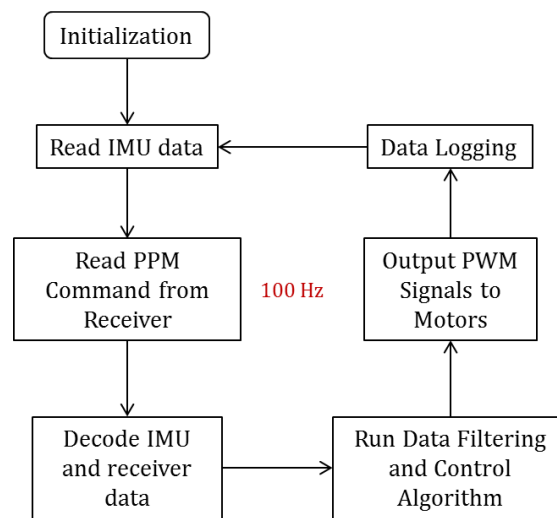 Initialization
Read IMU data
Data Logging
Read PPM
Command from
Receiver
100 Hz
Output PWM
Signals to
Motors
Decode IMU
and receiver
data
Run Data Filtering
and Control
Algorithm